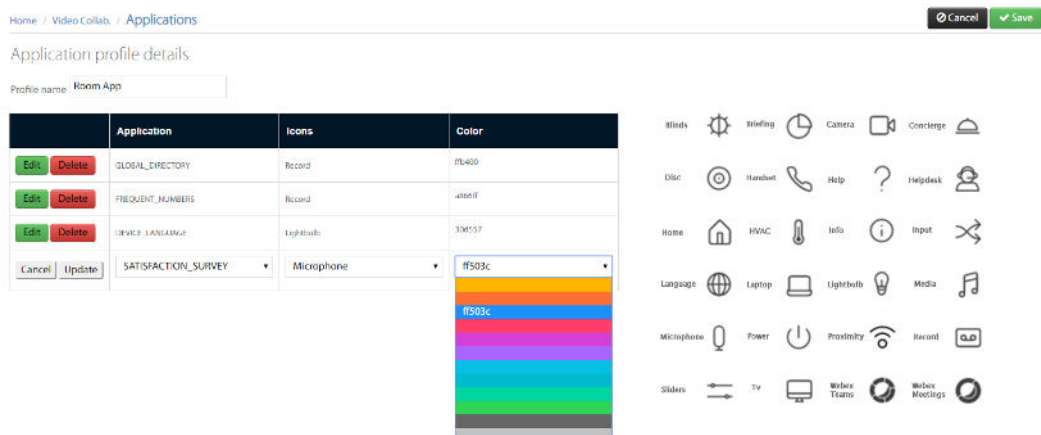 Home / Video Collab. / Applications
Cancel
Save
Application profile details
Profile name Room App
Application Icons Color
Edit Delete GLOBAL_DIRECTORY Record ffb400
Edit Delete FREQUENT_NUMBERS Record a866ff
Edit Delete DEVICE_LANGUAGE Lightbulb 30d557
Cancel Update SATISFACTION_SURVEY Microphone ff503c
ff503c
Blinds Briefing Camera Concierge
Disc Handset Help Helpdesk
Home HVAC Info Input
Language Laptop Lightbulb Media
Microphone Power Proximity Record
Sliders TV Webex Teams Webex Meetings